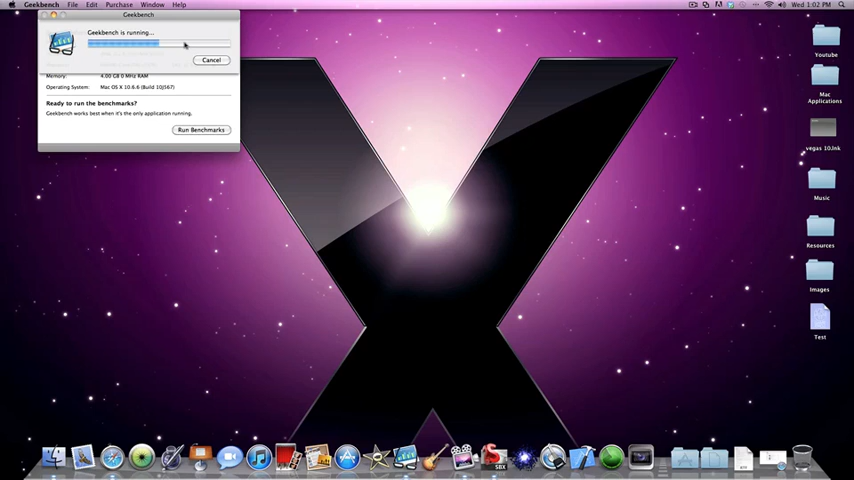 Geekbench File Edit Purchase Window Help
Wed 1:02 PM
Geekbench
Geekbench is running...
Cancel
Memory: 4.00 GB 0 MHz RAM
Operating System: Mac OS X 10.6.6 (Build 10J567)
Ready to run the benchmarks?
Geekbench works best when it's the only application running.
Run Benchmarks
Youtube
Mac
Applications
vegas 10.lnk
Music
Resources
Images
Test
SBX